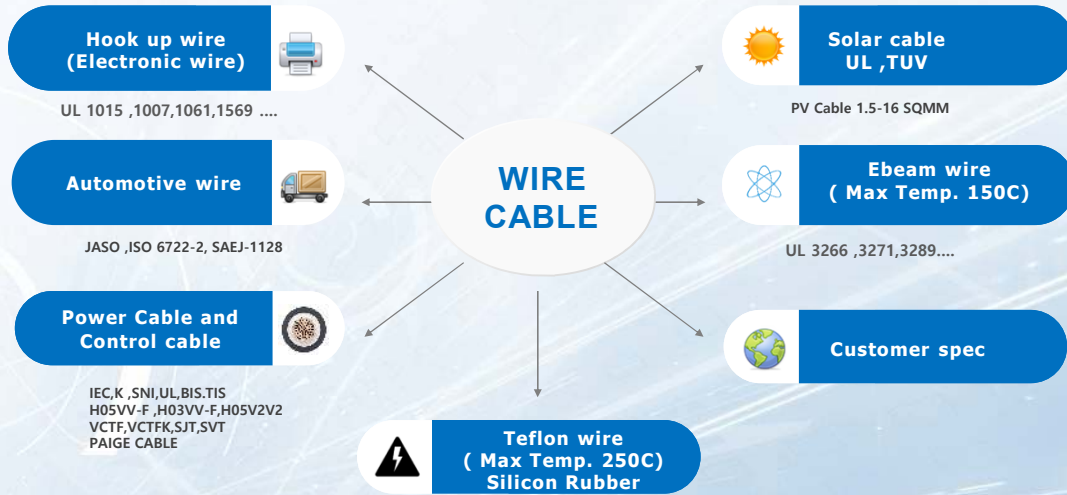 Hook up wire
(Electronic wire)
UL 1015 ,1007,1061,1569 ....
Automotive wire
JASO ,ISO 6722-2, SAEJ-1128
Power Cable and
Control cable
IEC,K ,SNI,UL,BIS.TIS
H05VV-F ,H03VV-F,H05V2V2
VCTF,VCTFK,SJT,SVT
PAIGE CABLE
WIRE
CABLE
Teflon wire
( Max Temp. 250C)
Silicon Rubber
Solar cable
UL ,TUV
PV Cable 1.5-16 SQMM
Ebeam wire
( Max Temp. 150C)
UL 3266 ,3271,3289....
Customer spec